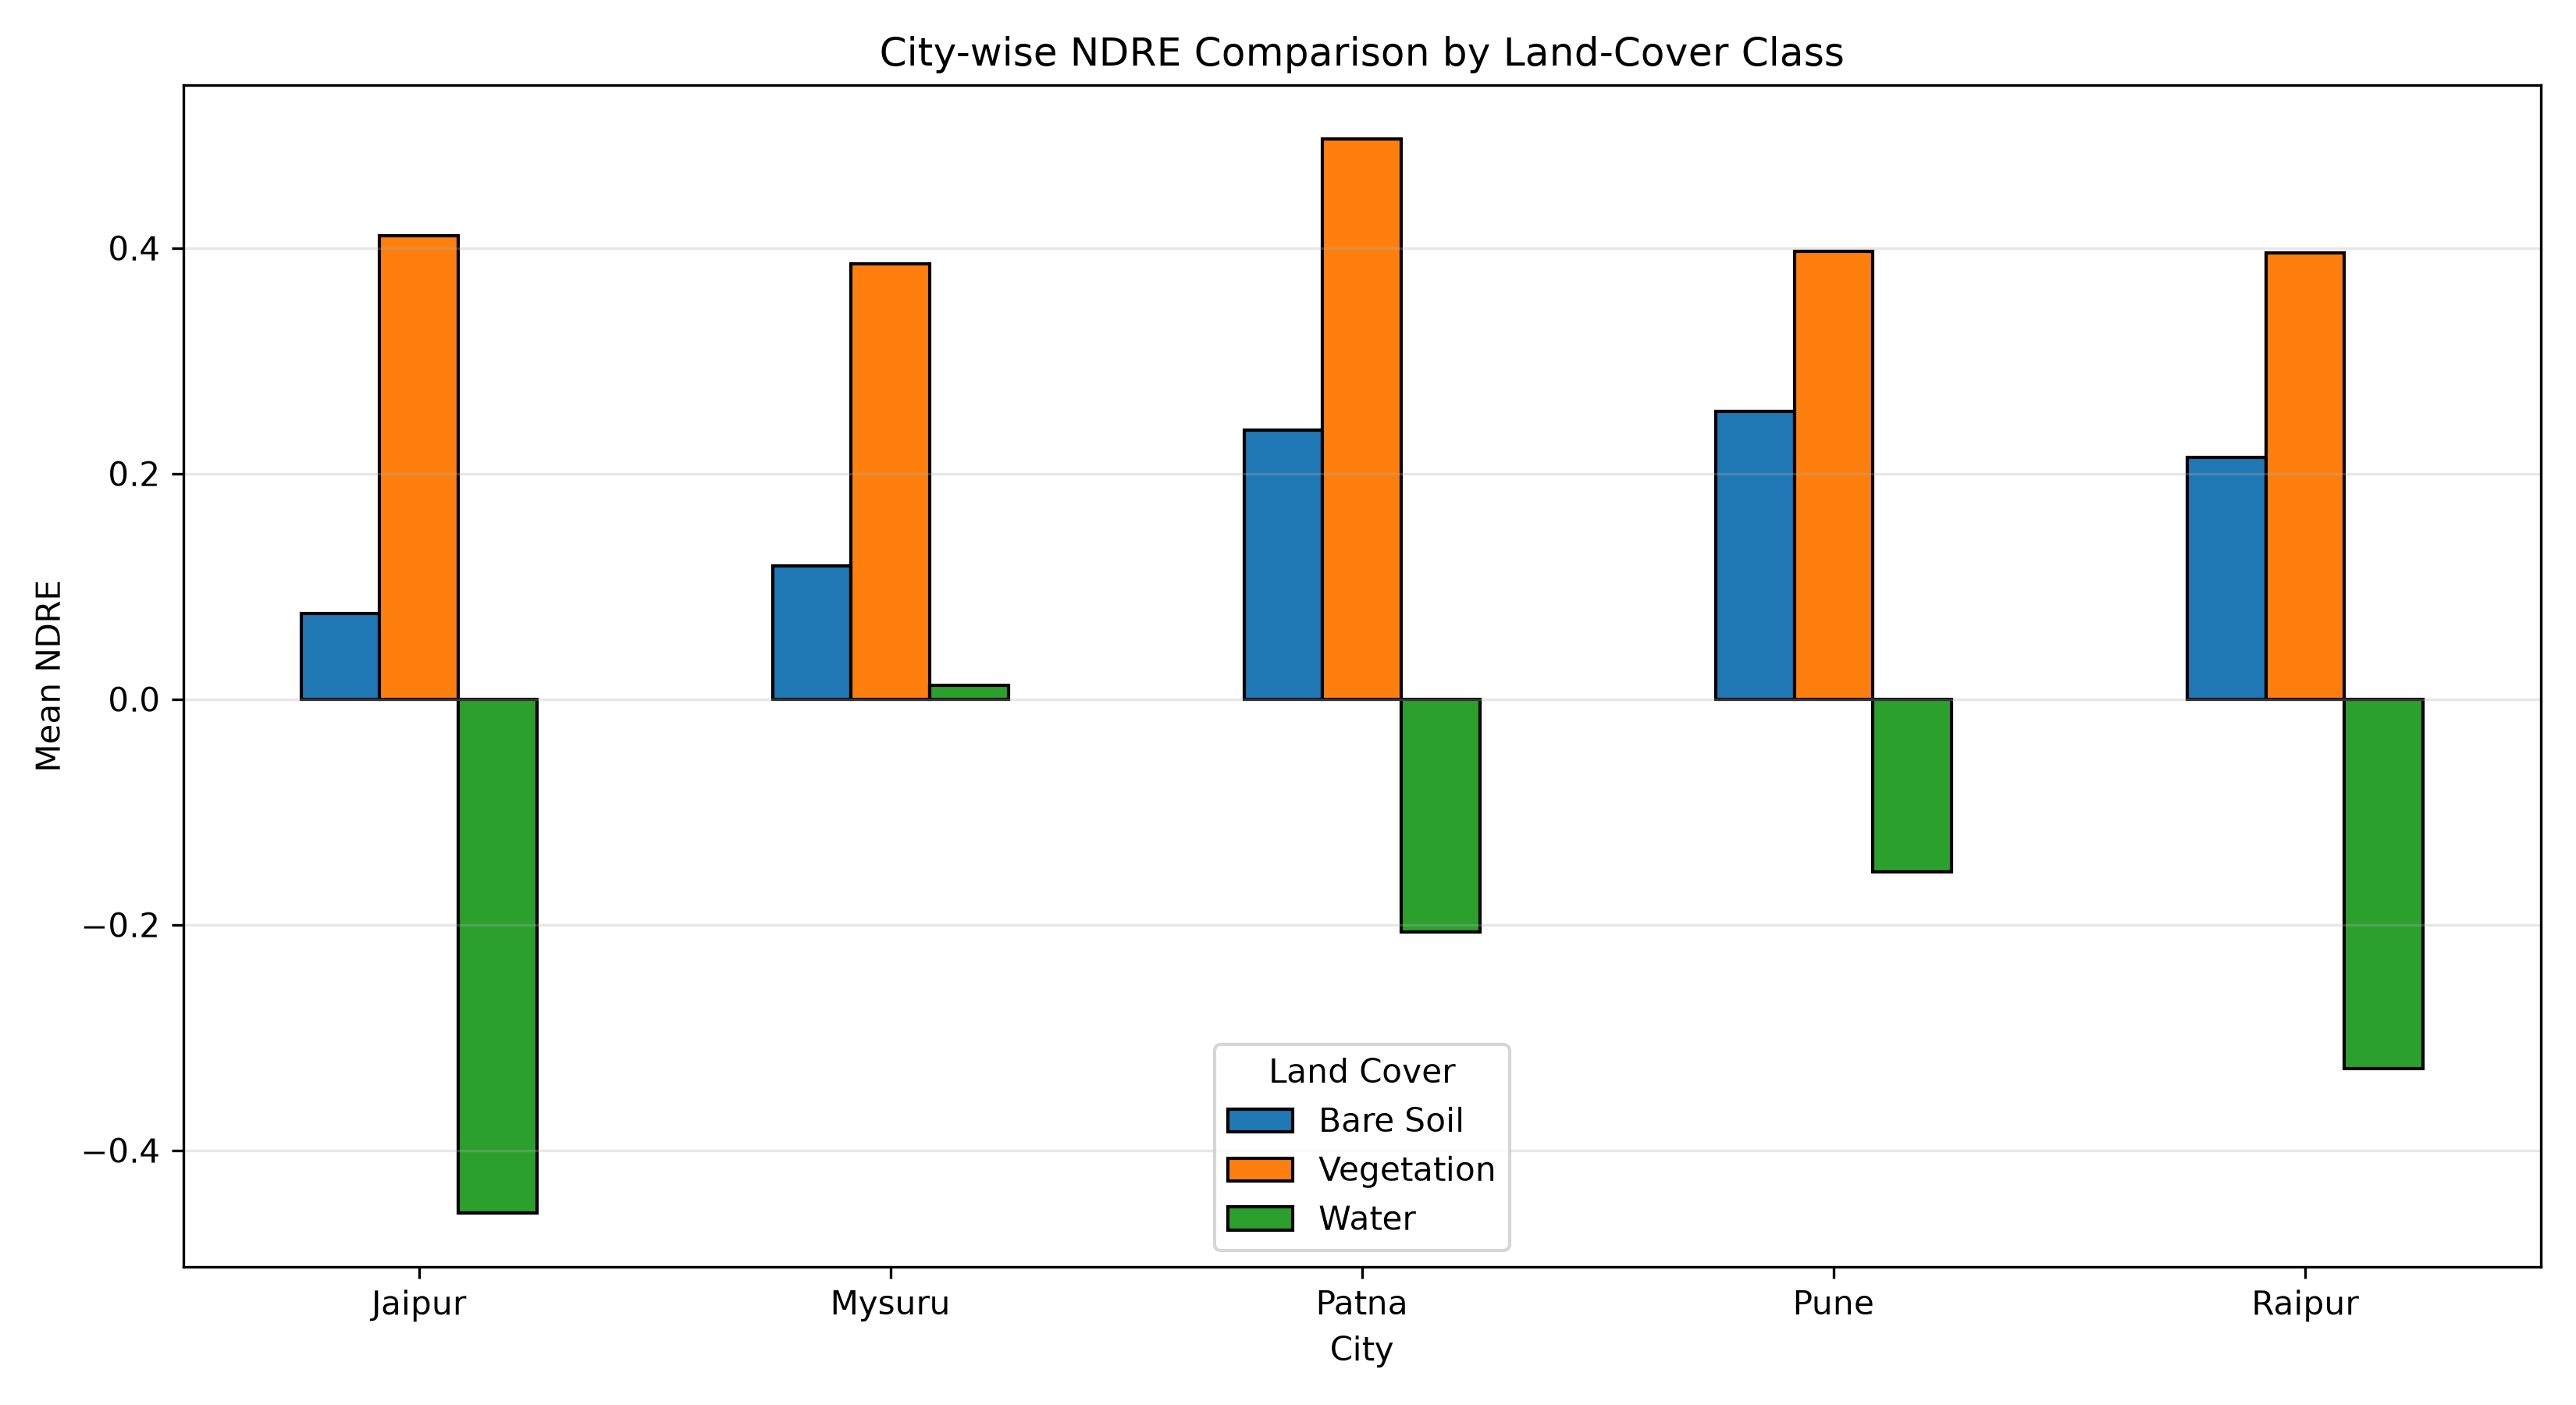 City-wise NDRE Comparison by Land-Cover Class
Mean NDRE
0.4
0.2
0.0
−0.2
−0.4
Land Cover
Bare Soil
Vegetation
Water
Jaipur Mysuru Patna Pune Raipur
City